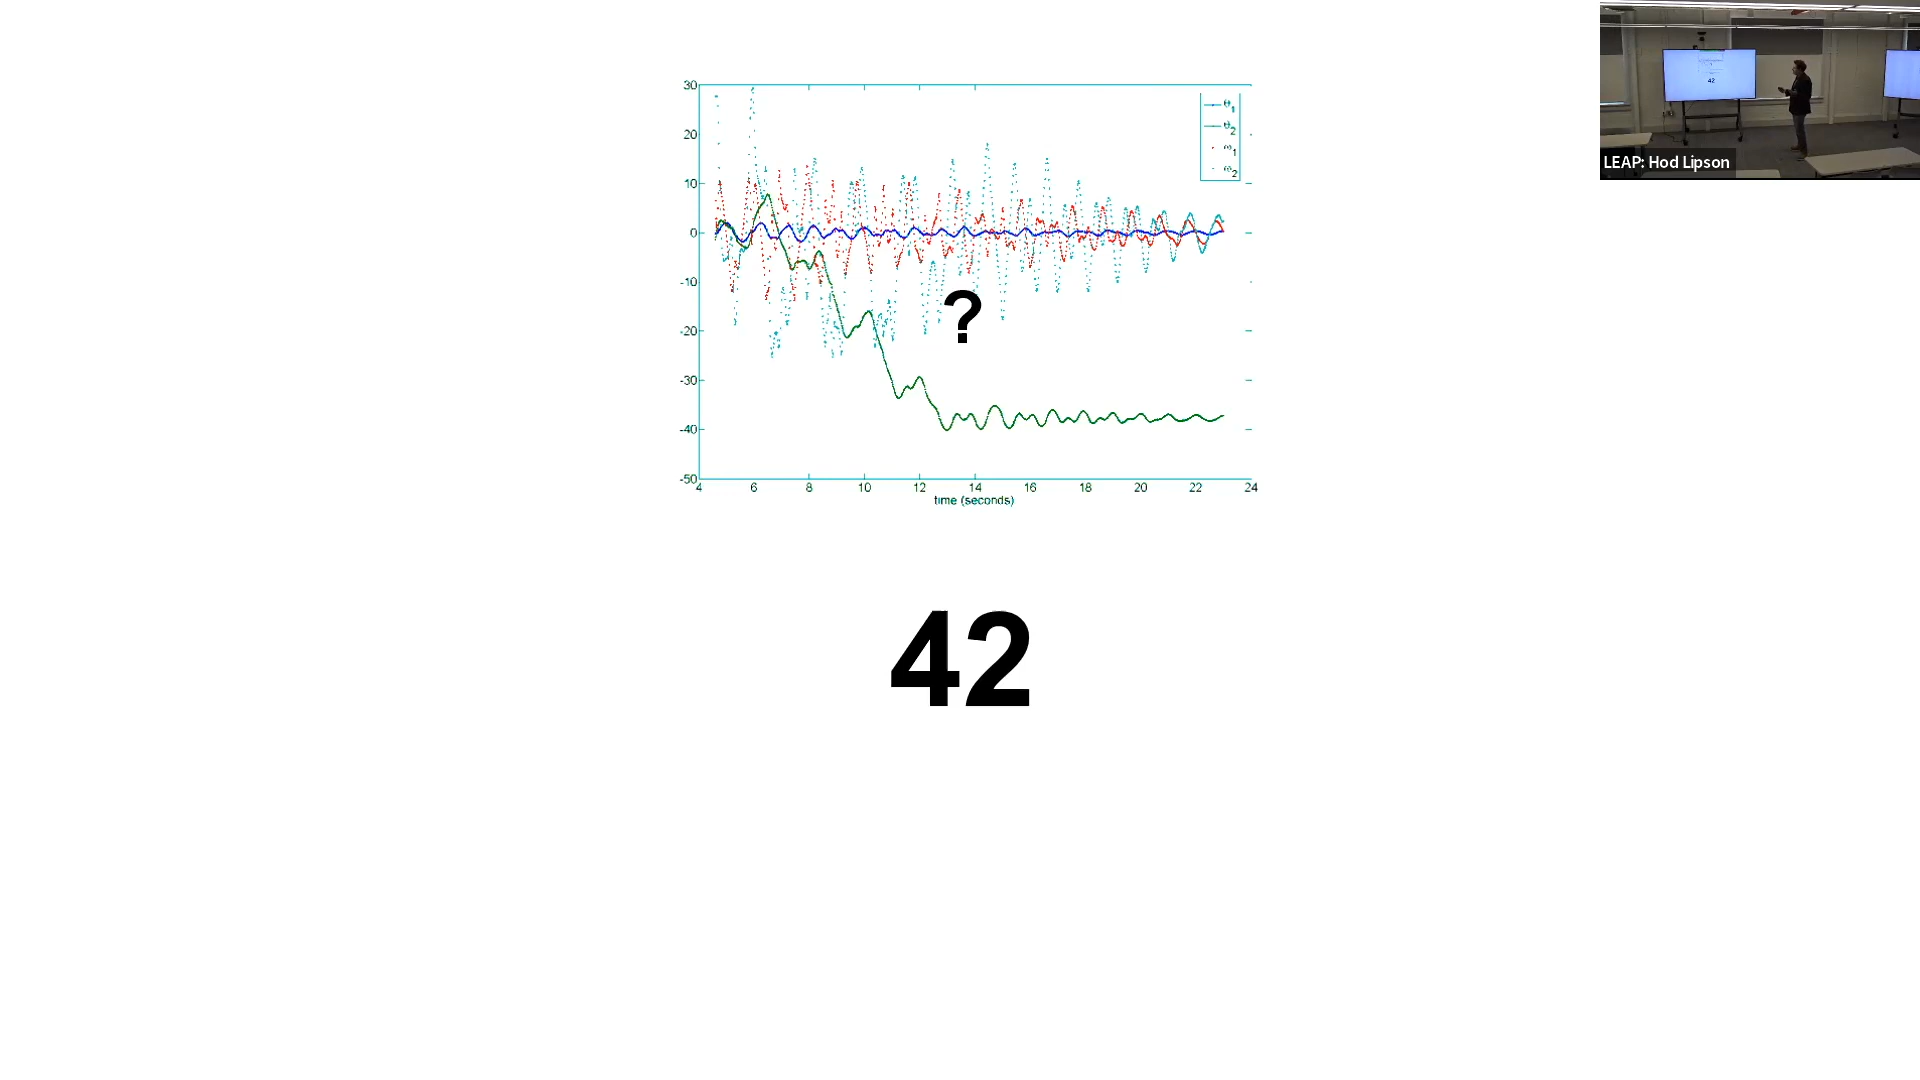 30
20
10
0
-10
-20
-30
-40
-50
4 6 8 10 12 14 16 18 20 22 24
time (seconds)
θ1
θ2
ω1
ω2
?
42
LEAP: Hod Lipson
42